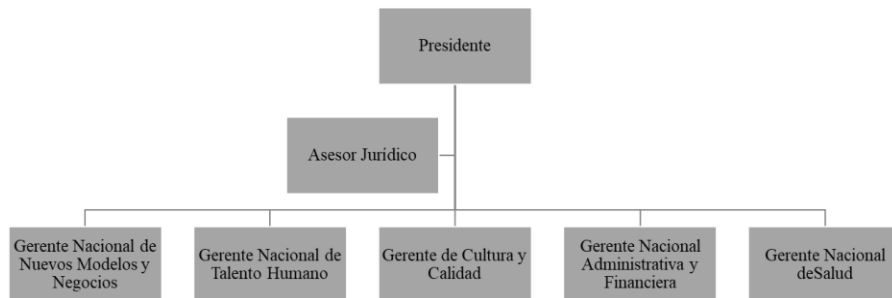 Presidente
Asesor Jurídico
Gerente Nacional de
Nuevos Modelos y
Negocios
Gerente Nacional de
Talento Humano
Gerente de Cultura y
Calidad
Gerente Nacional
Administrativa y
Financiera
Gerente Nacional
deSalud